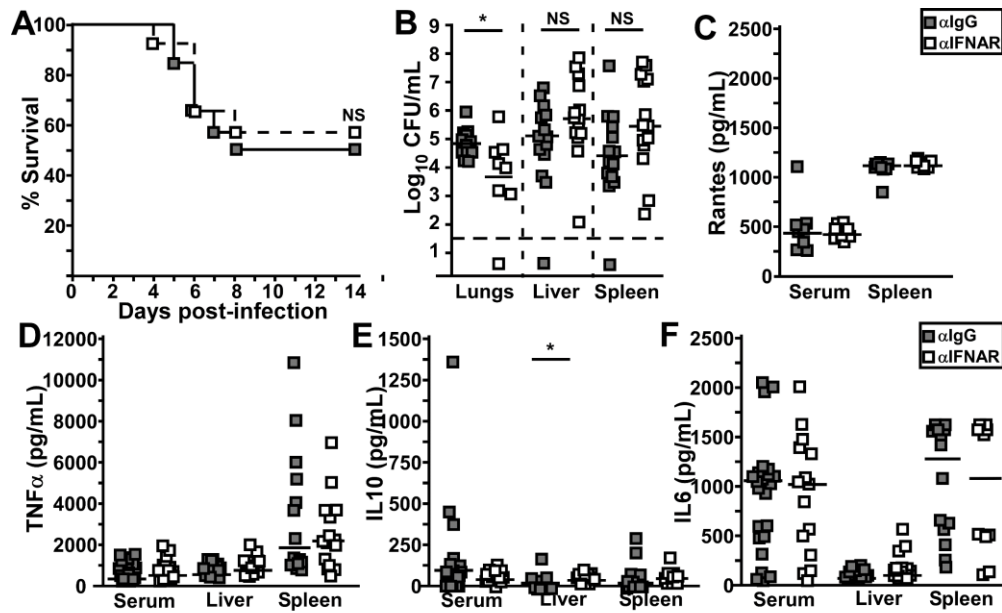 A
100
80
60
40
20
% Survival
NS
0 2 4 6 8 10 12 14
Days post-infection
B
*
NS
NS
9
8
7
6
5
4
3
2
1
Log10 CFU/mL
Lungs Liver Spleen
C
αIgG
αIFNAR
2500
2000
1500
1000
500
0
Rantes (pg/mL)
Serum Spleen
D
12000
10000
8000
6000
4000
2000
0
TNFα (pg/mL)
Serum Liver Spleen
E
1500
1250
1000
750
500
250
0
IL10 (pg/mL)
*
Serum Liver Spleen
F
αIgG
αIFNAR
2500
2000
1500
1000
500
0
IL6 (pg/mL)
Serum Liver Spleen